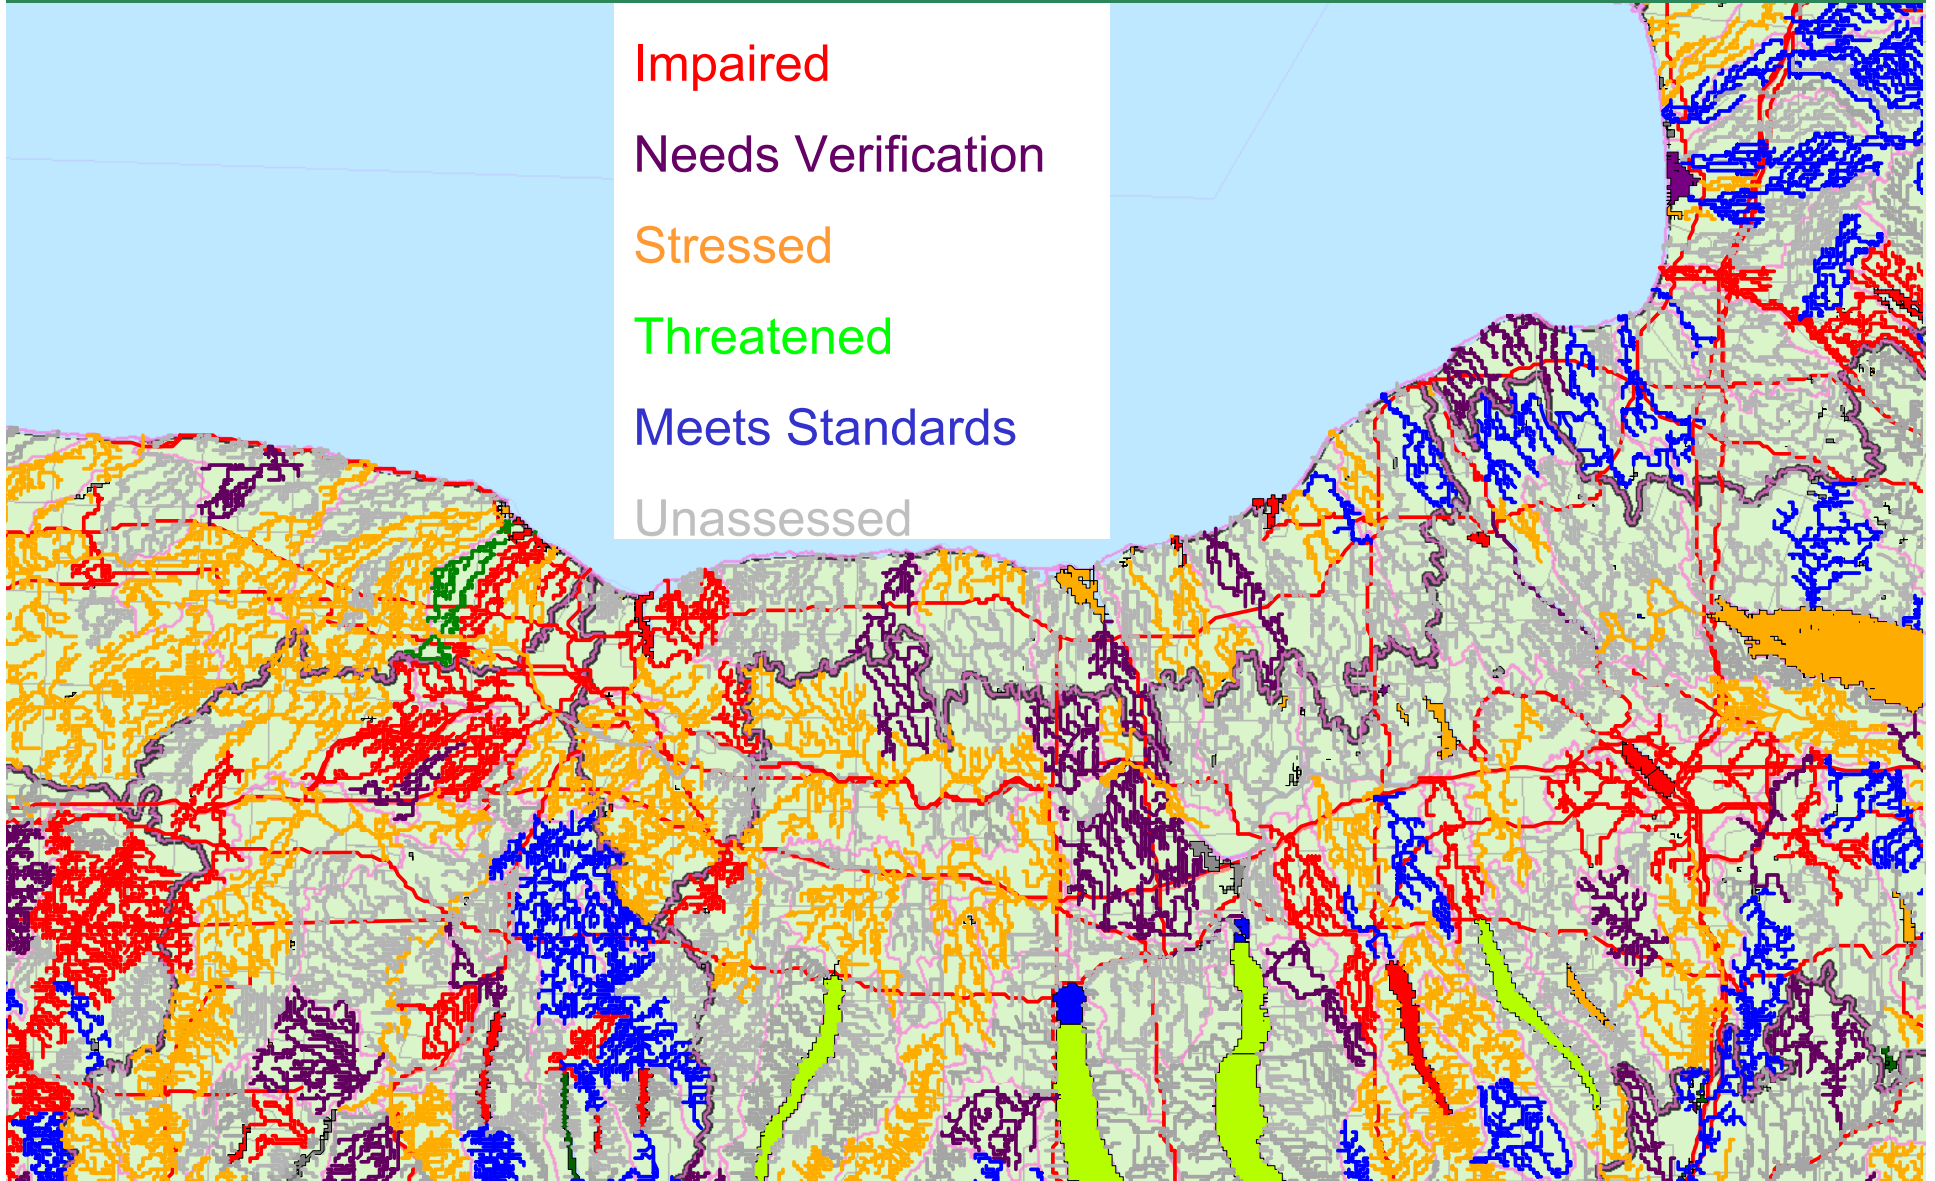 Impaired
Needs Verification
Stressed
Threatened
Meets Standards
Unassessed